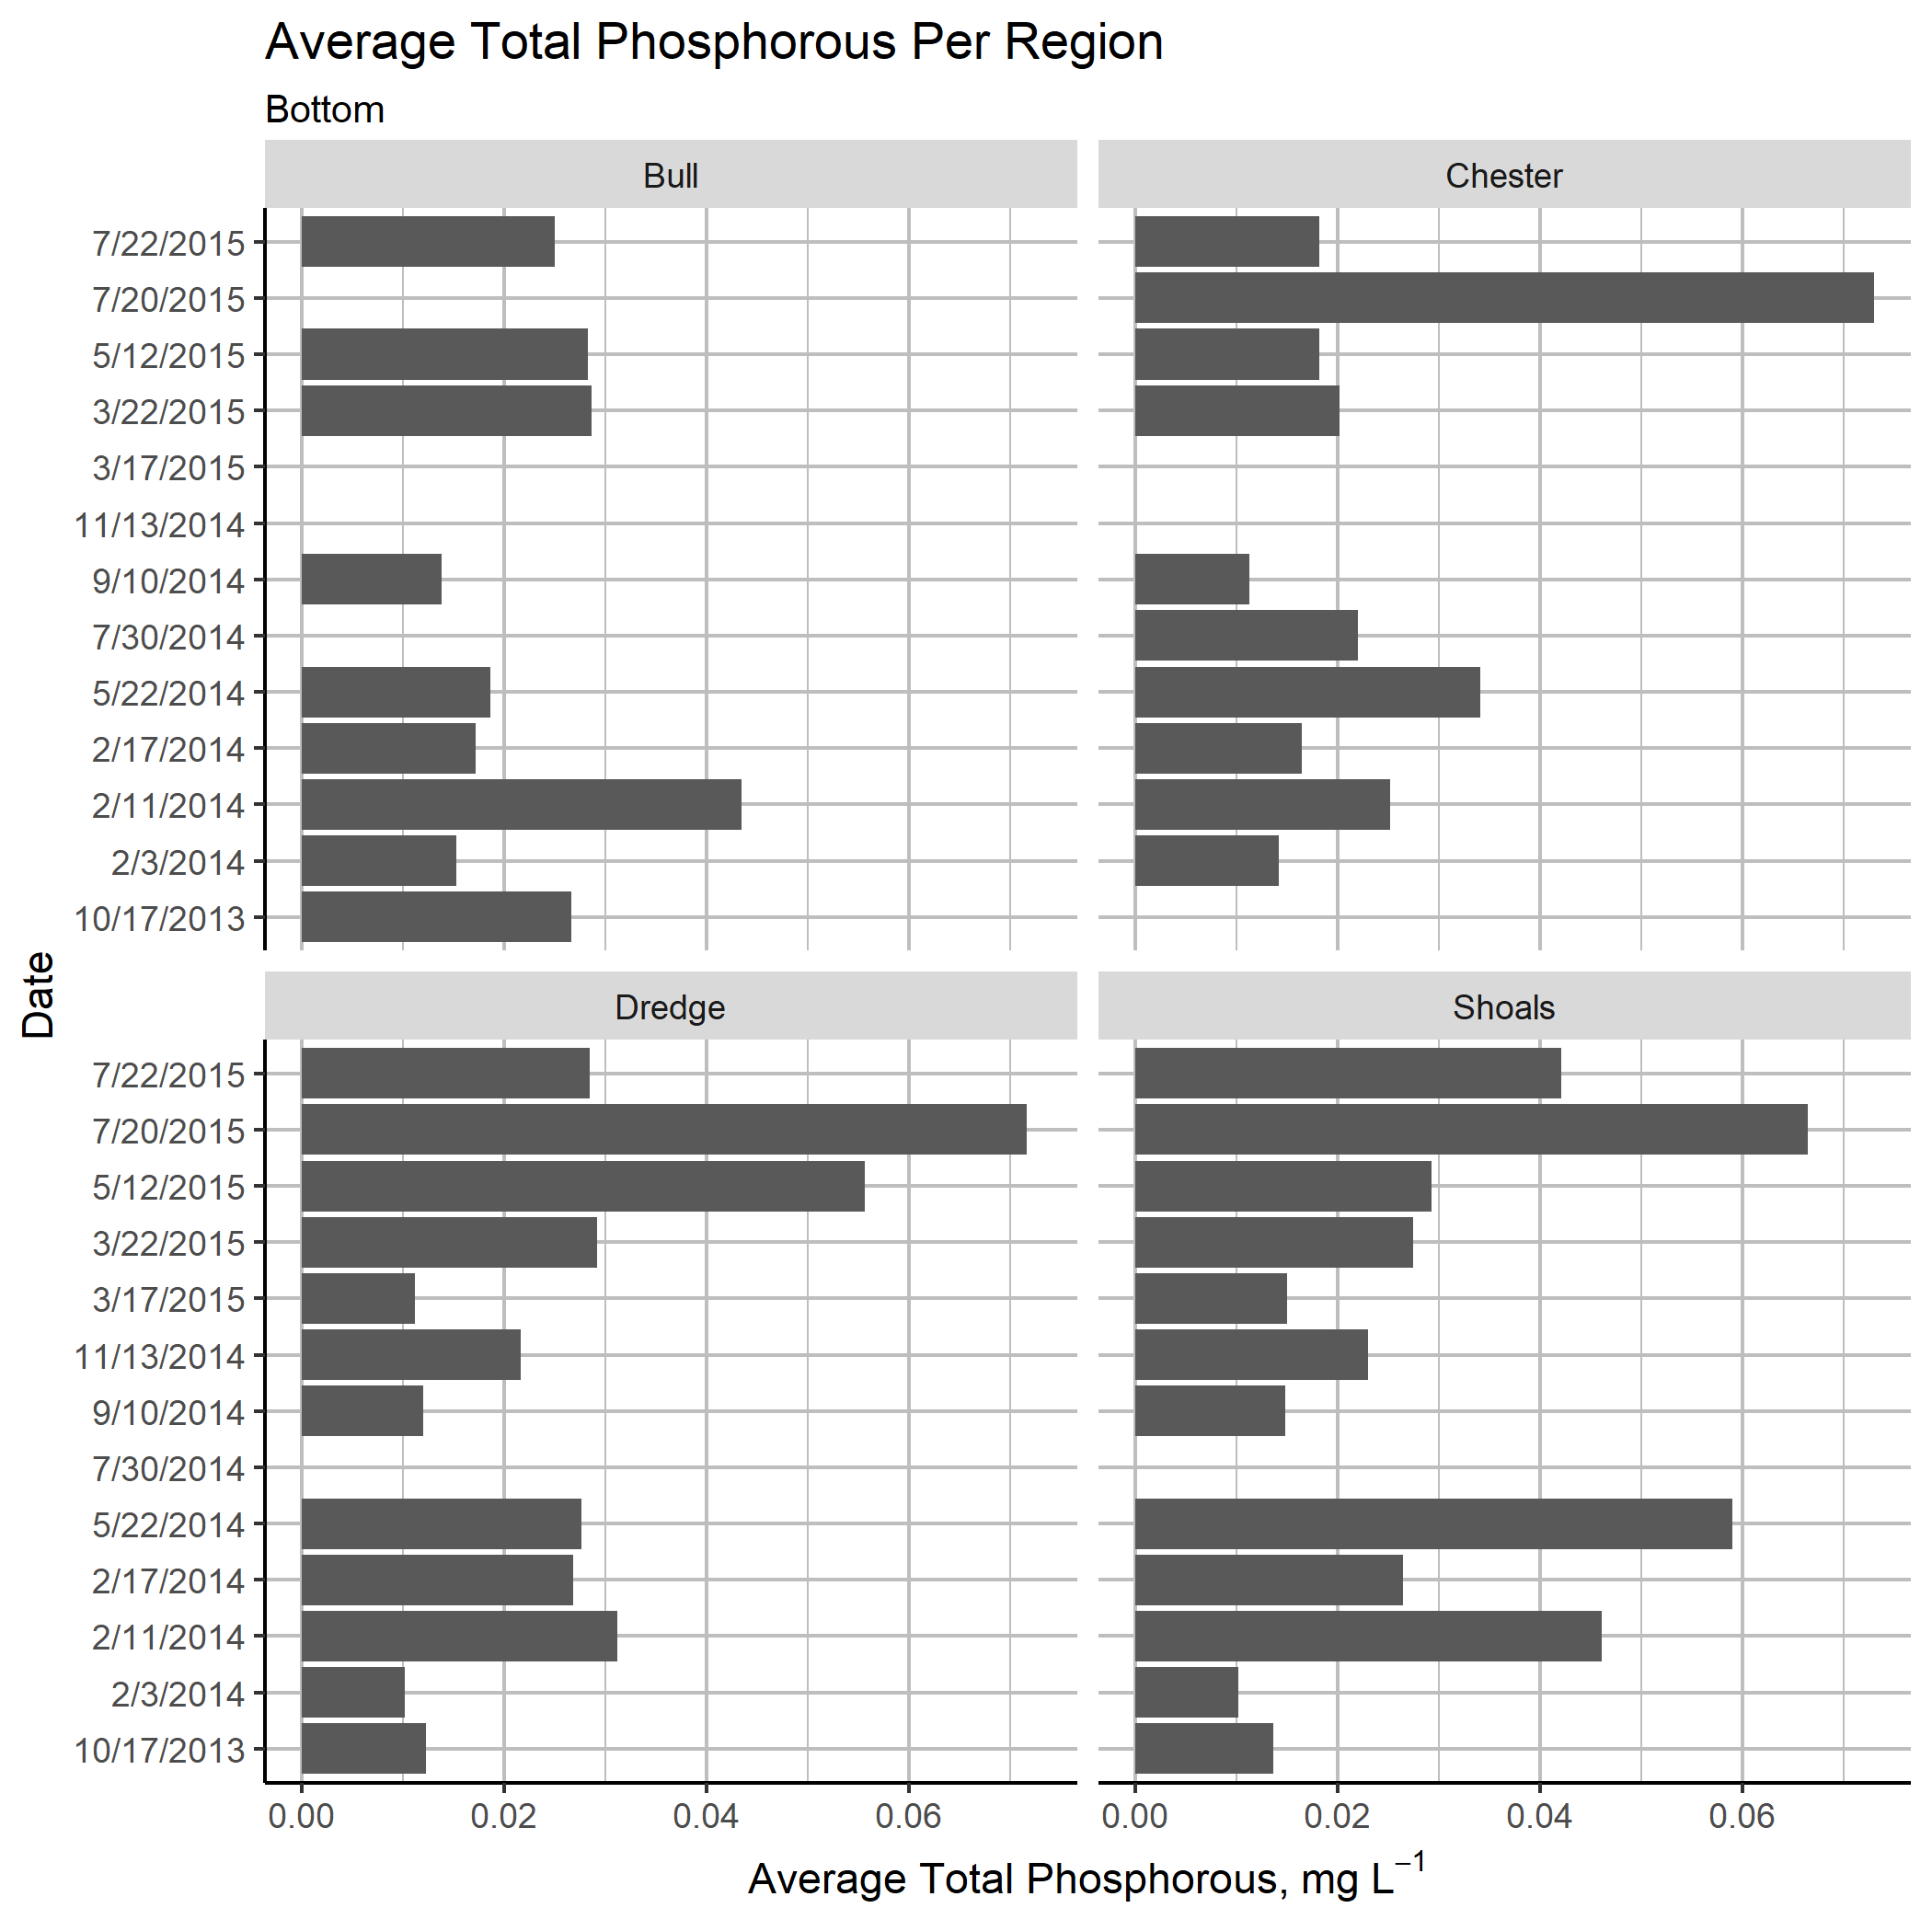 Average Total Phosphorous Per Region
Bottom
Bull
Chester
7/22/2015
7/20/2015
5/12/2015
3/22/2015
3/17/2015
11/13/2014
9/10/2014
7/30/2014
5/22/2014
2/17/2014
2/11/2014
2/3/2014
10/17/2013
Date
Dredge
Shoals
7/22/2015
7/20/2015
5/12/2015
3/22/2015
3/17/2015
11/13/2014
9/10/2014
7/30/2014
5/22/2014
2/17/2014
2/11/2014
2/3/2014
10/17/2013
0.00 0.02 0.04 0.06 0.00 0.02 0.04 0.06
Average Total Phosphorous, mg L⁻¹